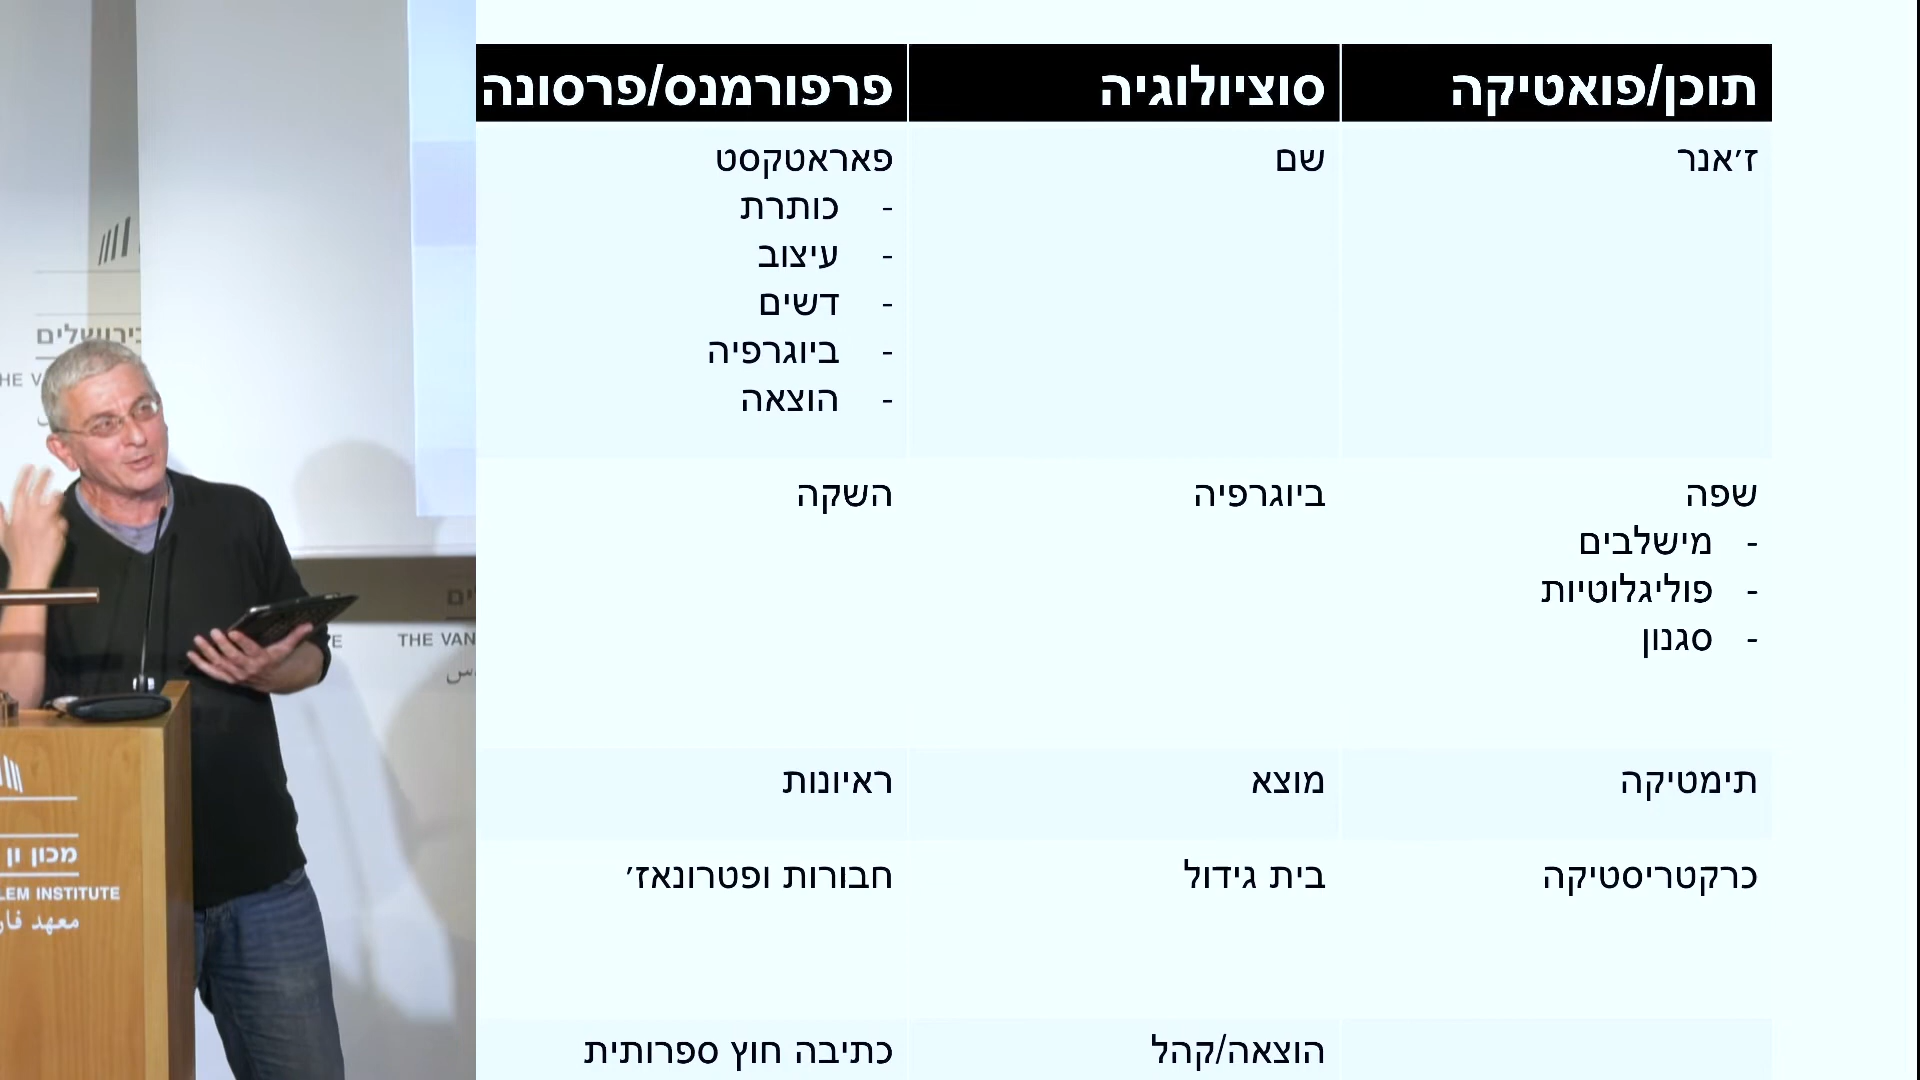 תוכן/פואטיקה
סוציולוגיה
פרפורמנס/פרסונה
ז׳אנר
שם
פאראטקסט
- כותרת
- עיצוב
- דשים
- ביוגרפיה
- הוצאה
שפה
- מישלבים
- פוליגלוטיות
- סגנון
ביוגרפיה
השקה
תימטיקה
מוצא
ראיונות
כרקטריסטיקה
בית גידול
חבורות ופטרונאז׳
הוצאה/קהל
כתיבה חוץ ספרותית
THE VAN
מכון ון
LEM INSTITUTE
معهد فار